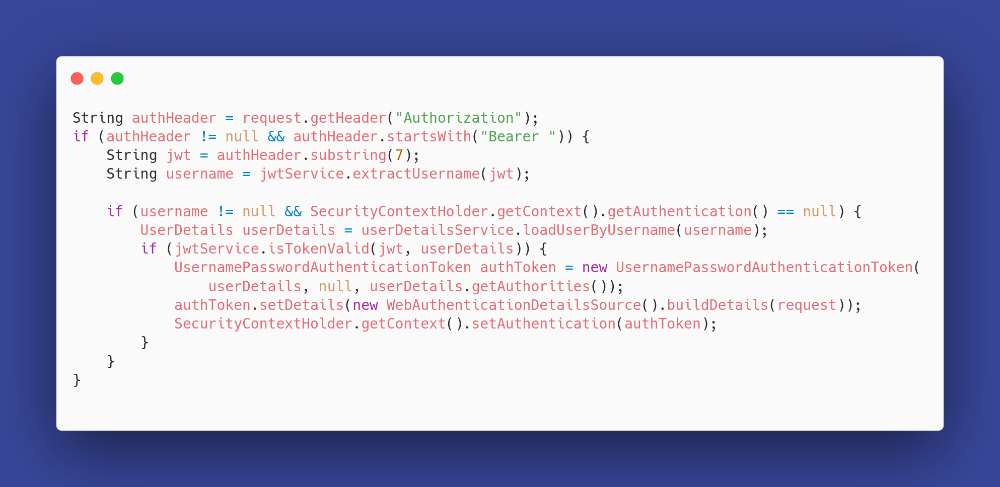 String authHeader = request.getHeader("Authorization");
if (authHeader != null && authHeader.startsWith("Bearer ")) {
    String jwt = authHeader.substring(7);
    String username = jwtService.extractUsername(jwt);

    if (username != null && SecurityContextHolder.getContext().getAuthentication() == null) {
        UserDetails userDetails = userDetailsService.loadUserByUsername(username);
        if (jwtService.isTokenValid(jwt, userDetails)) {
            UsernamePasswordAuthenticationToken authToken = new UsernamePasswordAuthenticationToken(
                userDetails, null, userDetails.getAuthorities());
            authToken.setDetails(new WebAuthenticationDetailsSource().buildDetails(request));
            SecurityContextHolder.getContext().setAuthentication(authToken);
        }
    }
}